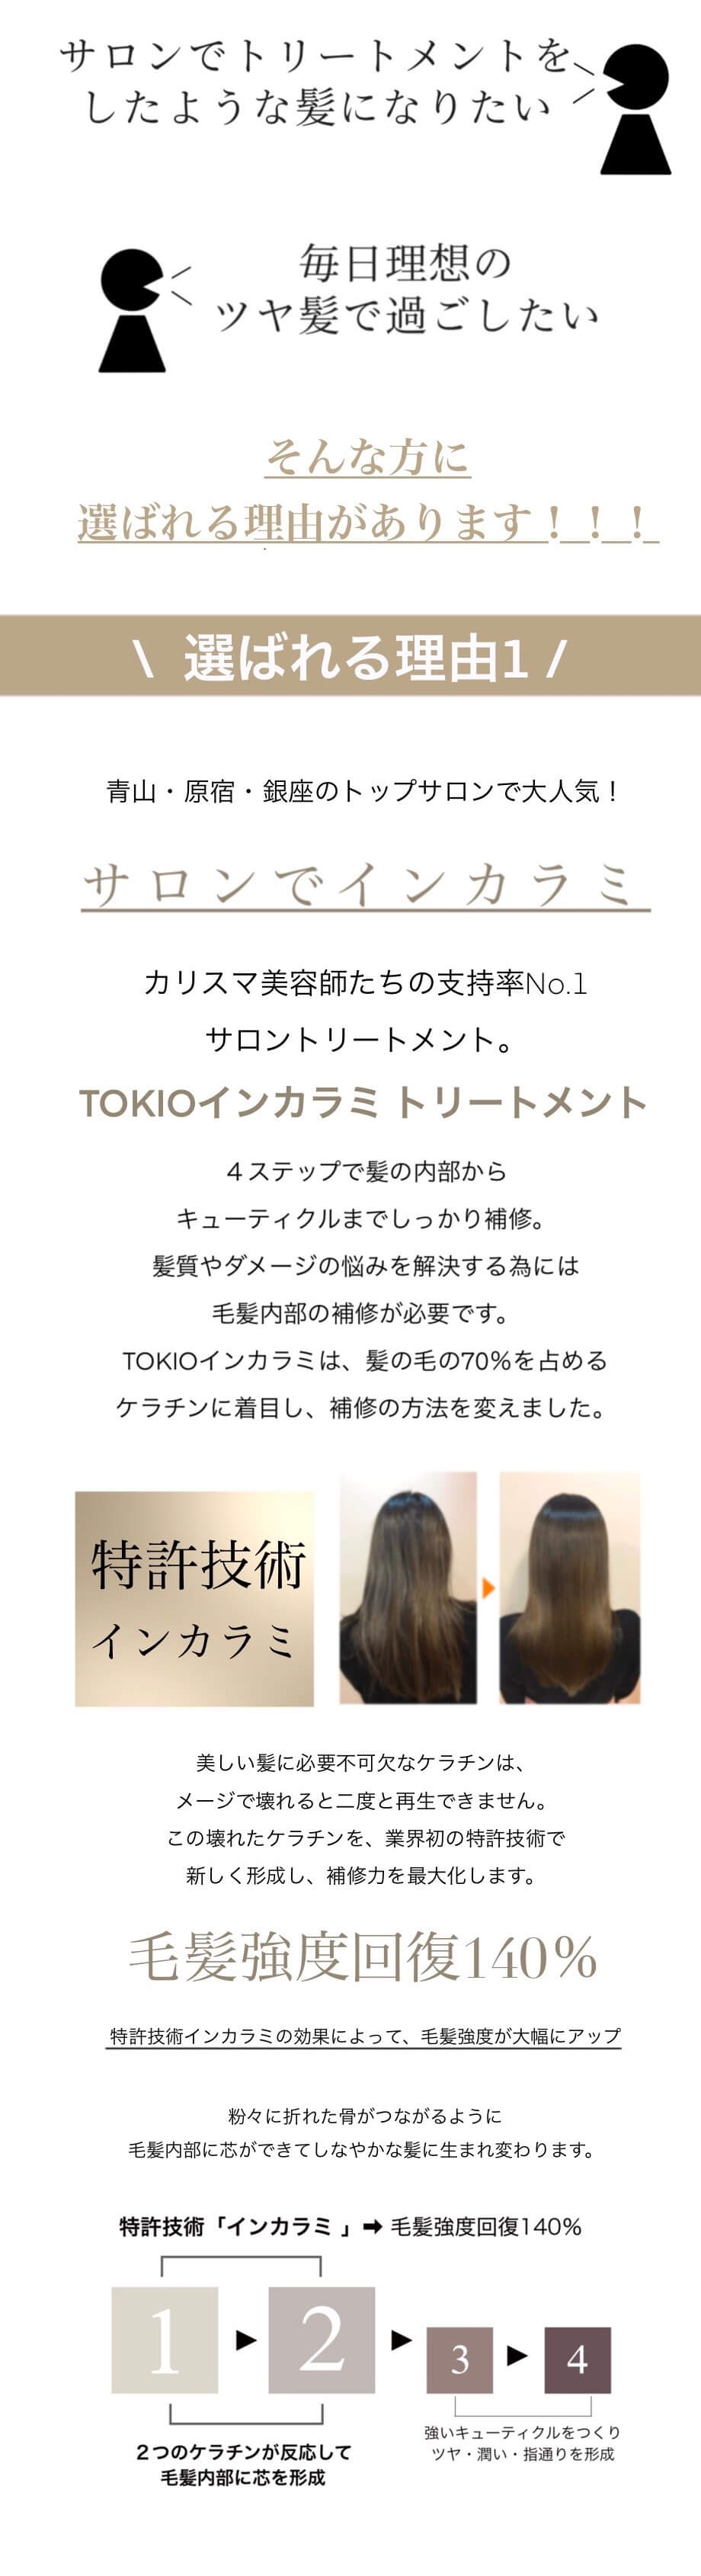 サロンでトリートメントを
したような髪になりたい
毎日理想の
ツヤ髪で過ごしたい
そんな方に
選ばれる理由があります！！！
\ 選ばれる理由1 /
青山・原宿・銀座のトップサロンで大人気！
サロンでインカラミ
カリスマ美容師たちの支持率No.1
サロントリートメント。
TOKIOインカラミ トリートメント
４ステップで髪の内部から
キューティクルまでしっかり補修。
髪質やダメージの悩みを解決する為には
毛髪内部の補修が必要です。
TOKIOインカラミは、髪の毛の70％を占める
ケラチンに着目し、補修の方法を変えました。
特許技術
インカラミ
美しい髪に必要不可欠なケラチンは、
メージで壊れると二度と再生できません。
この壊れたケラチンを、業界初の特許技術で
新しく形成し、補修力を最大化します。
毛髪強度回復140％
特許技術インカラミの効果によって、毛髪強度が大幅にアップ
粉々に折れた骨がつながるように
毛髪内部に芯ができてしなやかな髪に生まれ変わります。
特許技術「インカラミ 」➡ 毛髪強度回復140％
1 ▶ 2 ▶ 3 ▶ 4
２つのケラチンが反応して
毛髪内部に芯を形成
強いキューティクルをつくり
ツヤ・潤い・指通りを形成